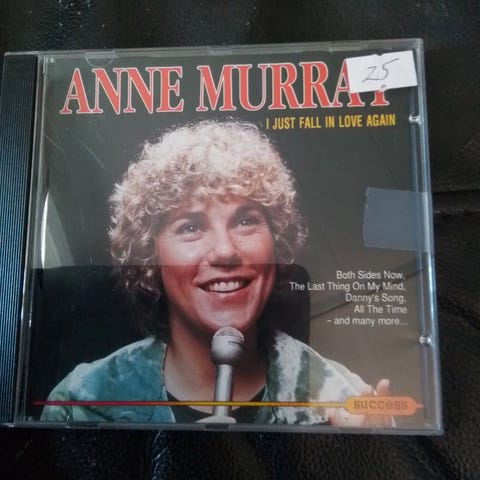 ANNE MURRAY
25
I JUST FALL IN LOVE AGAIN
Both Sides Now,
The Last Thing On My Mind,
Danny's Song,
All The Time
– and many more...
success